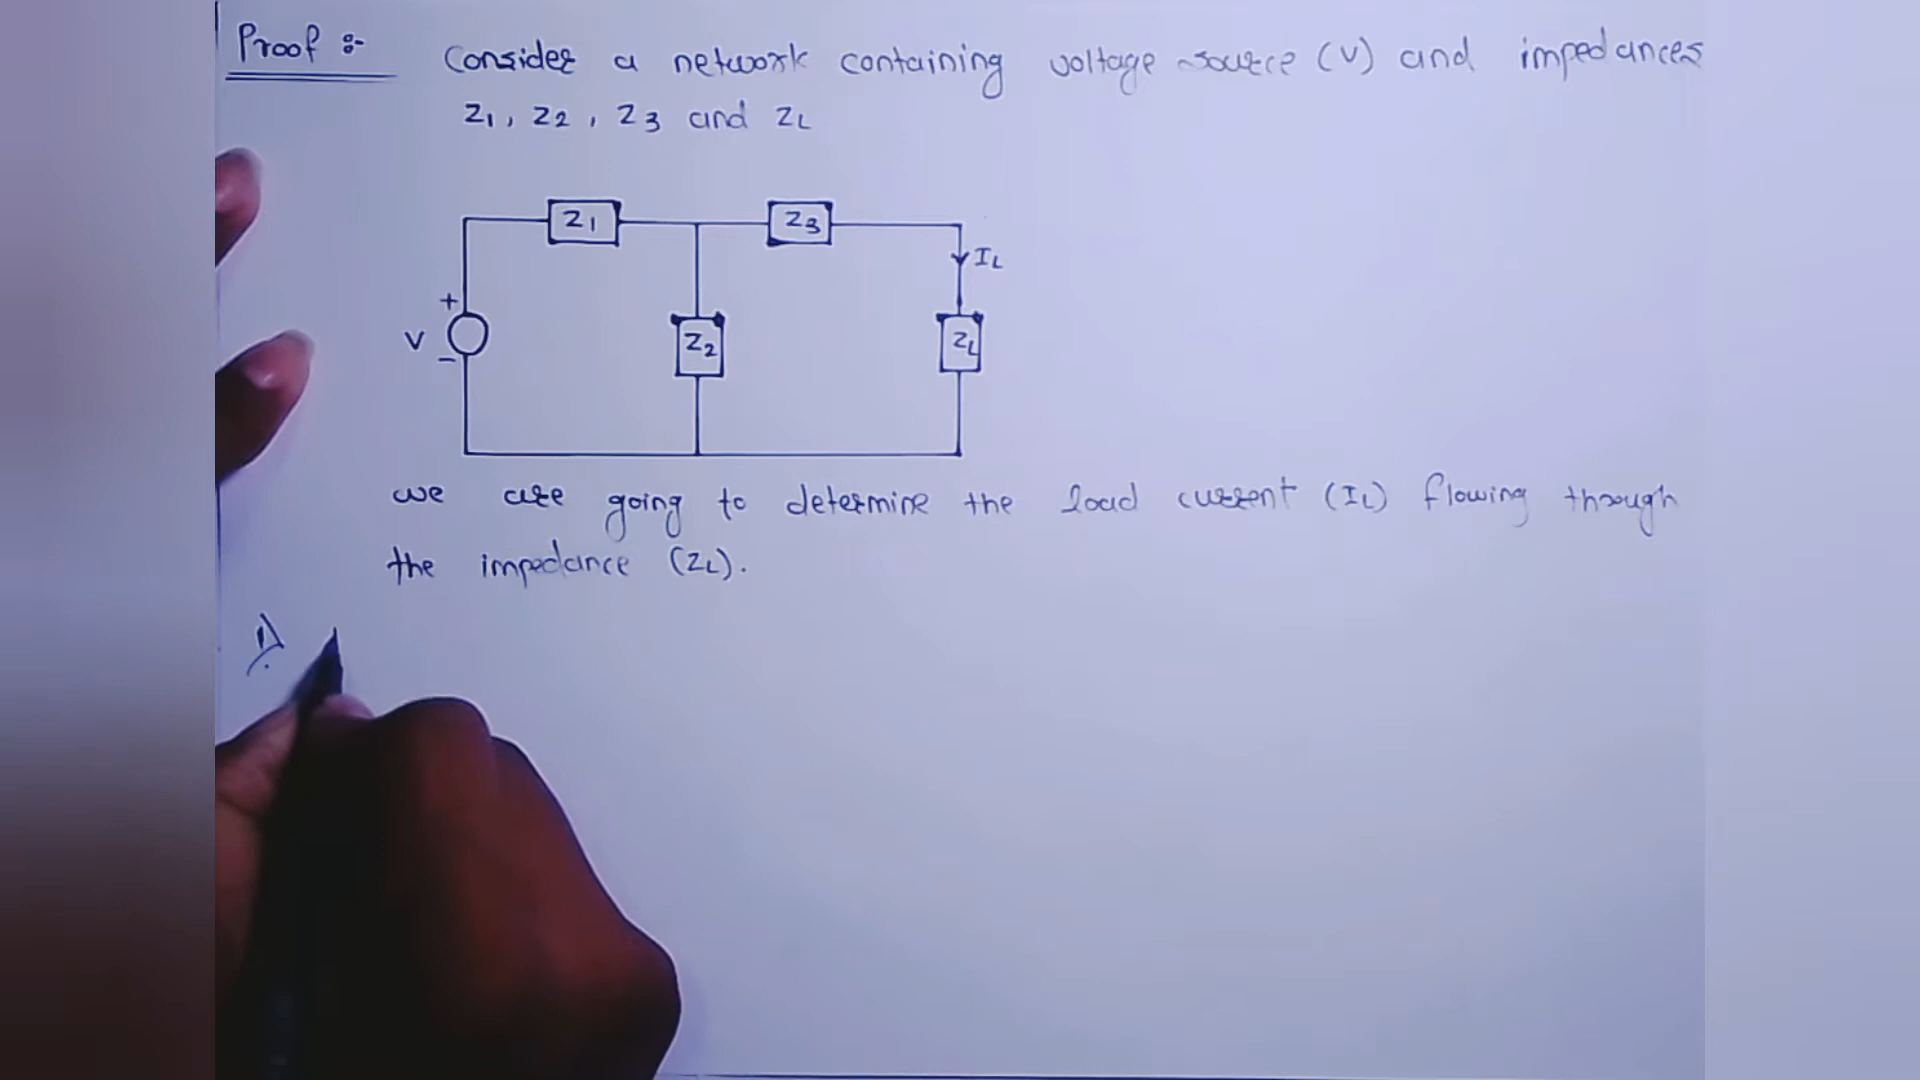 Proof :-
Consider a network containing voltage source (V) and impedances
Z1, Z2, Z3 and ZL
Z1
Z3
IL
+
V
-
Z2
ZL
we are going to determine the load current (IL) flowing through
the impedance (ZL).
1)